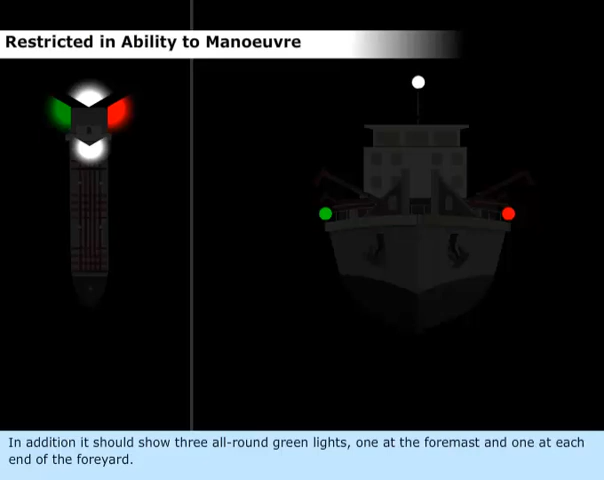 Restricted in Ability to Manoeuvre
In addition it should show three all-round green lights, one at the foremast and one at each
end of the foreyard.